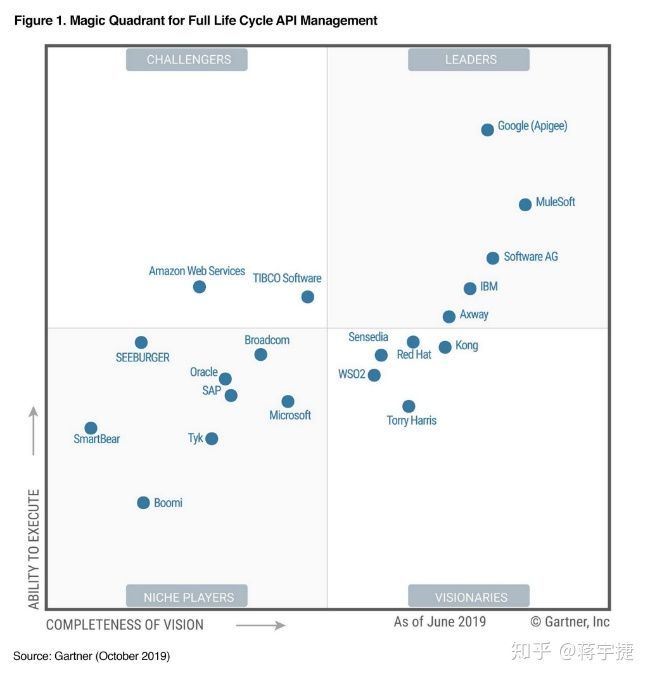 Figure 1. Magic Quadrant for Full Life Cycle API Management
CHALLENGERS
LEADERS
Google (Apigee)
MuleSoft
Software AG
Amazon Web Services
TIBCO Software
IBM
Axway
SEEBURGER
Broadcom
Sensedia
Red Hat
Kong
Oracle
WSO2
SAP
Microsoft
Torry Harris
SmartBear
Tyk
Boomi
ABILITY TO EXECUTE
NICHE PLAYERS
VISIONARIES
COMPLETENESS OF VISION
As of June 2019
© Gartner, Inc
Source: Gartner (October 2019)
知乎 @蒋宇捷